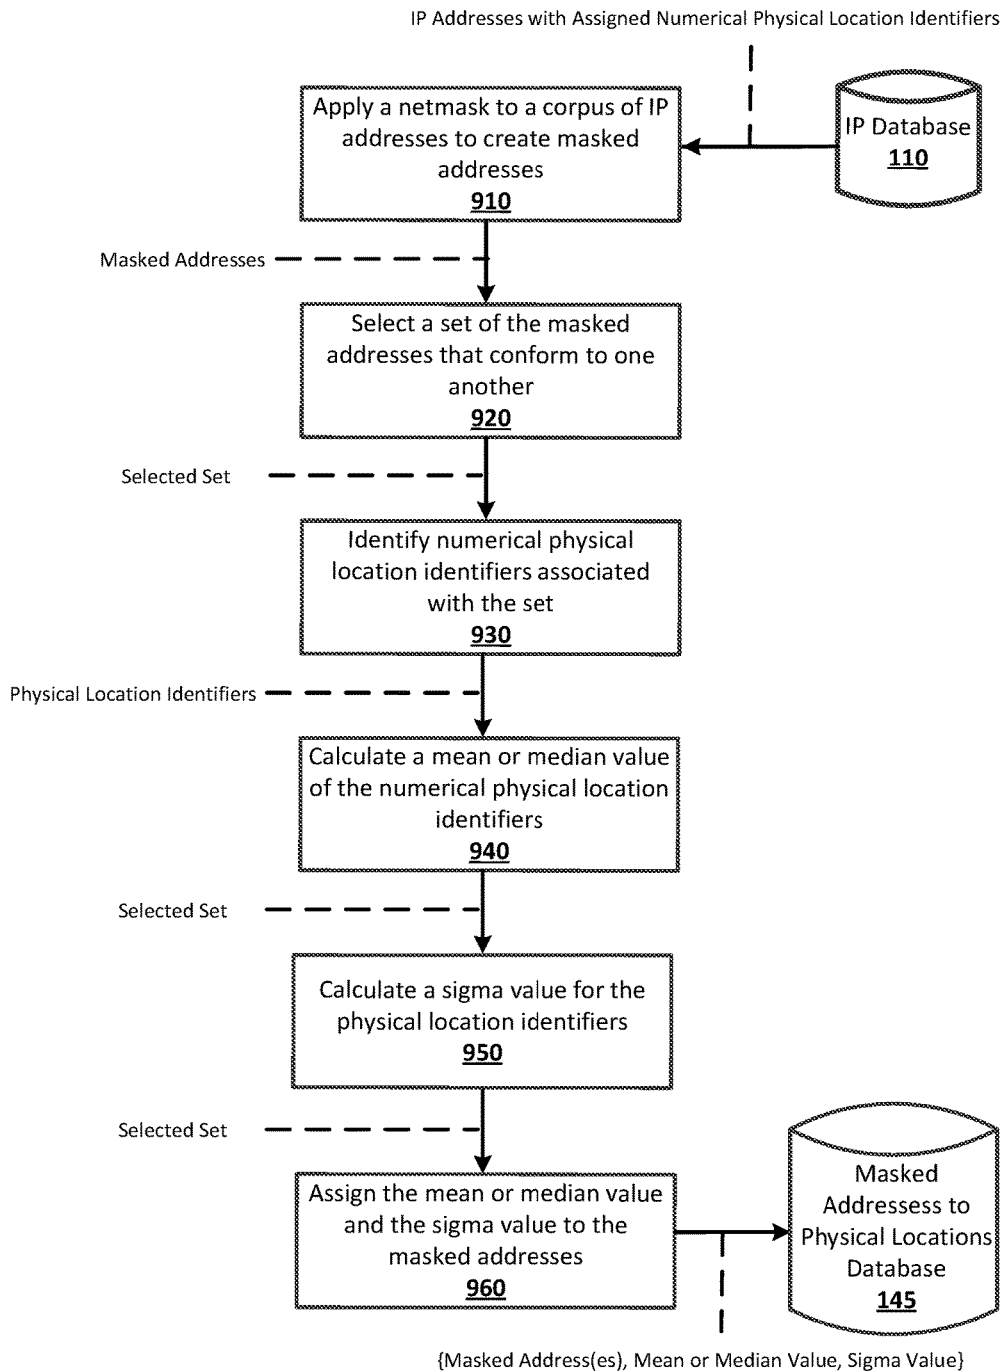 IP Addresses with Assigned Numerical Physical Location Identifiers
Apply a netmask to a corpus of IP
addresses to create masked
addresses
910
IP Database
110
Masked Addresses
Select a set of the masked
addresses that conform to one
another
920
Selected Set
Identify numerical physical
location identifiers associated
with the set
930
Physical Location Identifiers
Calculate a mean or median value
of the numerical physical location
identifiers
940
Selected Set
Calculate a sigma value for the
physical location identifiers
950
Selected Set
Assign the mean or median value
and the sigma value to the
masked addresses
960
Masked
Addressess to
Physical Locations
Database
145
{Masked Address(es), Mean or Median Value, Sigma Value}